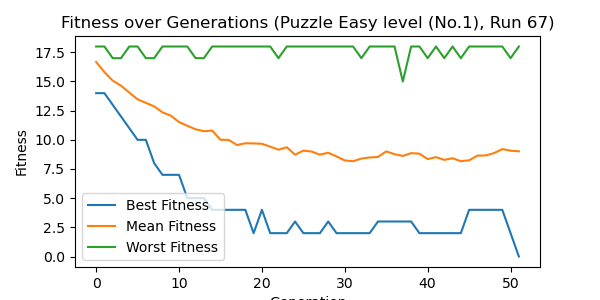 Fitness over Generations (Puzzle Easy level (No.1), Run 67)
Fitness
17.5
15.0
12.5
10.0
7.5
5.0
2.5
0.0
Best Fitness
Mean Fitness
Worst Fitness
0
10
20
30
40
50
Generation